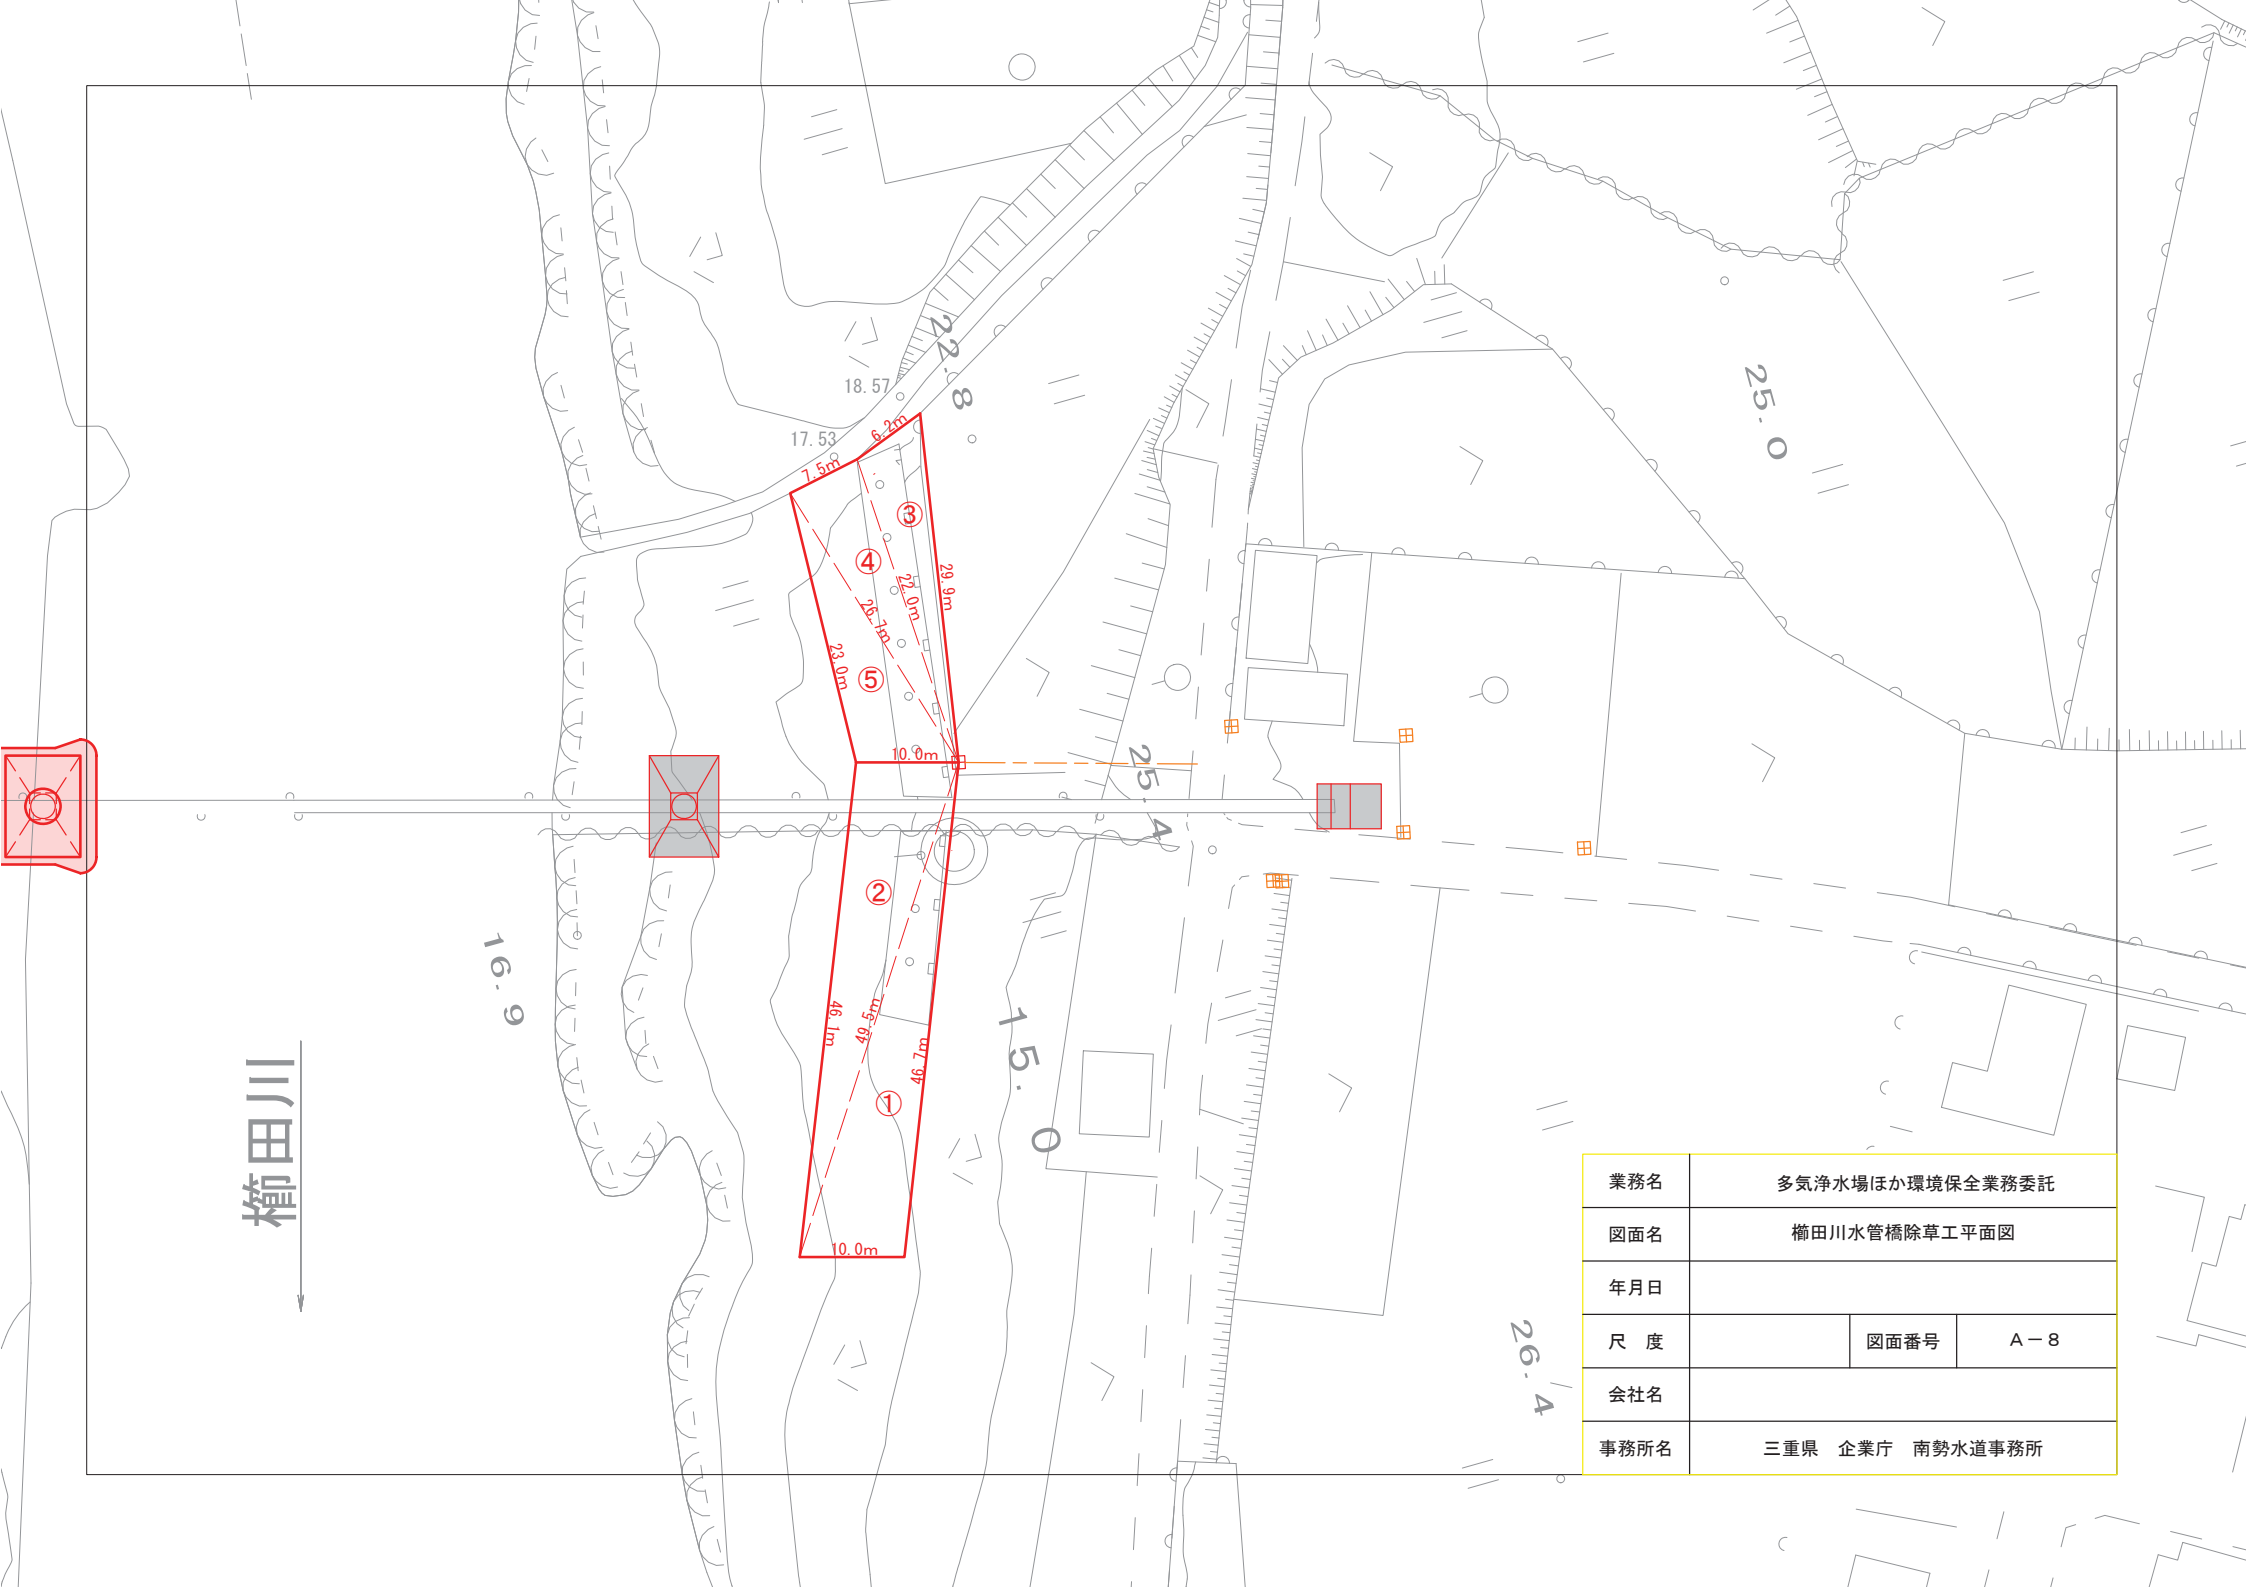 22.8
18.57
25.0
17.53
6.2m
7.5m
③
④
22.0m
29.9m
26.7m
23.0m
⑤
10.0m
25.4
②
16.9
46.1m
49.5m
46.7m
15.0
①
櫛田川
10.0m
26.4
業務名 多気浄水場ほか環境保全業務委託
図面名 櫛田川水管橋除草工平面図
年月日
尺 度 図面番号 A-8
会社名
事務所名 三重県 企業庁 南勢水道事務所